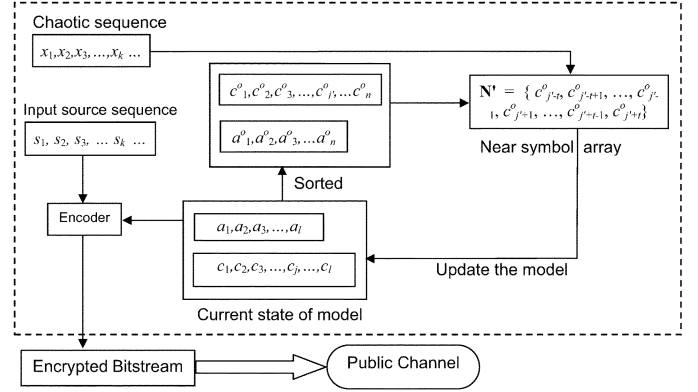 Chaotic sequence
x₁,x₂,x₃,...,xₖ ...
Input source sequence
s₁, s₂, s₃, ... sₖ ...
Encoder
cᵒ₁,cᵒ₂,cᵒ₃,...,cᵒⱼ',...cᵒₙ
aᵒ₁,aᵒ₂,aᵒ₃,...aᵒₙ
Sorted
a₁,a₂,a₃,...,aₗ
c₁,c₂,c₃,...,cⱼ,...,cₗ
Current state of model
N' = { cᵒⱼ'₋ₜ, cᵒⱼ'₋ₜ₊₁, ..., cᵒⱼ'₋
₁, cᵒⱼ'₊₁, ..., cᵒⱼ'₊ₜ₋₁, cᵒⱼ'₊ₜ}
Near symbol array
Update the model
Encrypted Bitstream
Public Channel